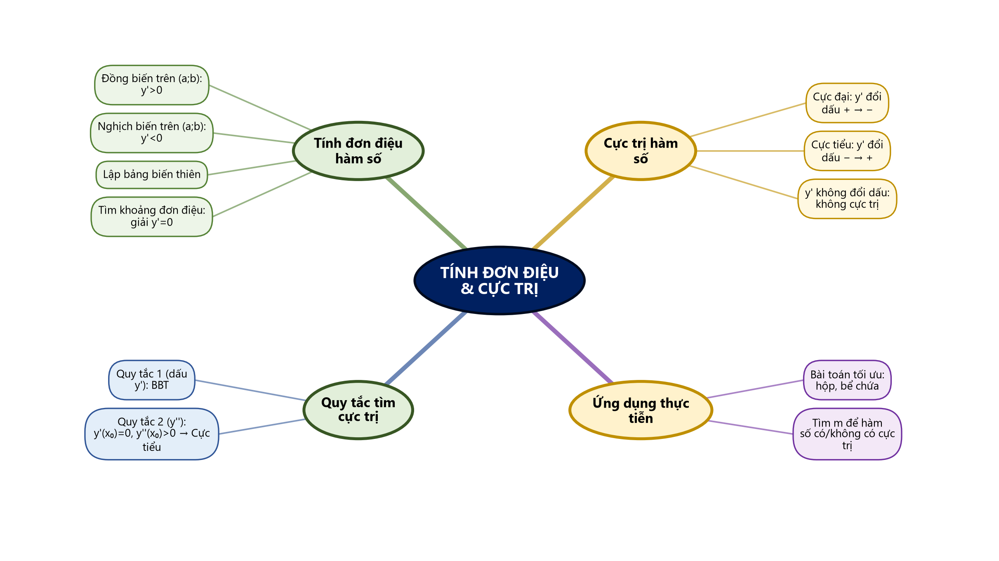 Đồng biến trên (a;b):
y'>0
Nghịch biến trên (a;b):
y'<0
Lập bảng biến thiên
Tìm khoảng đơn điệu:
giải y'=0
Tính đơn điệu
hàm số
Cực trị hàm
số
Cực đại: y' đổi
dấu + → −
Cực tiểu: y' đổi
dấu − → +
y' không đổi dấu:
không cực trị
TÍNH ĐƠN ĐIỆU
& CỰC TRỊ
Quy tắc 1 (dấu
y'): BBT
Quy tắc 2 (y''):
y'(x₀)=0, y''(x₀)>0 → Cực
tiểu
Quy tắc tìm
cực trị
Ứng dụng thực
tiễn
Bài toán tối ưu:
hộp, bể chứa
Tìm m để hàm
số có/không có cực
trị